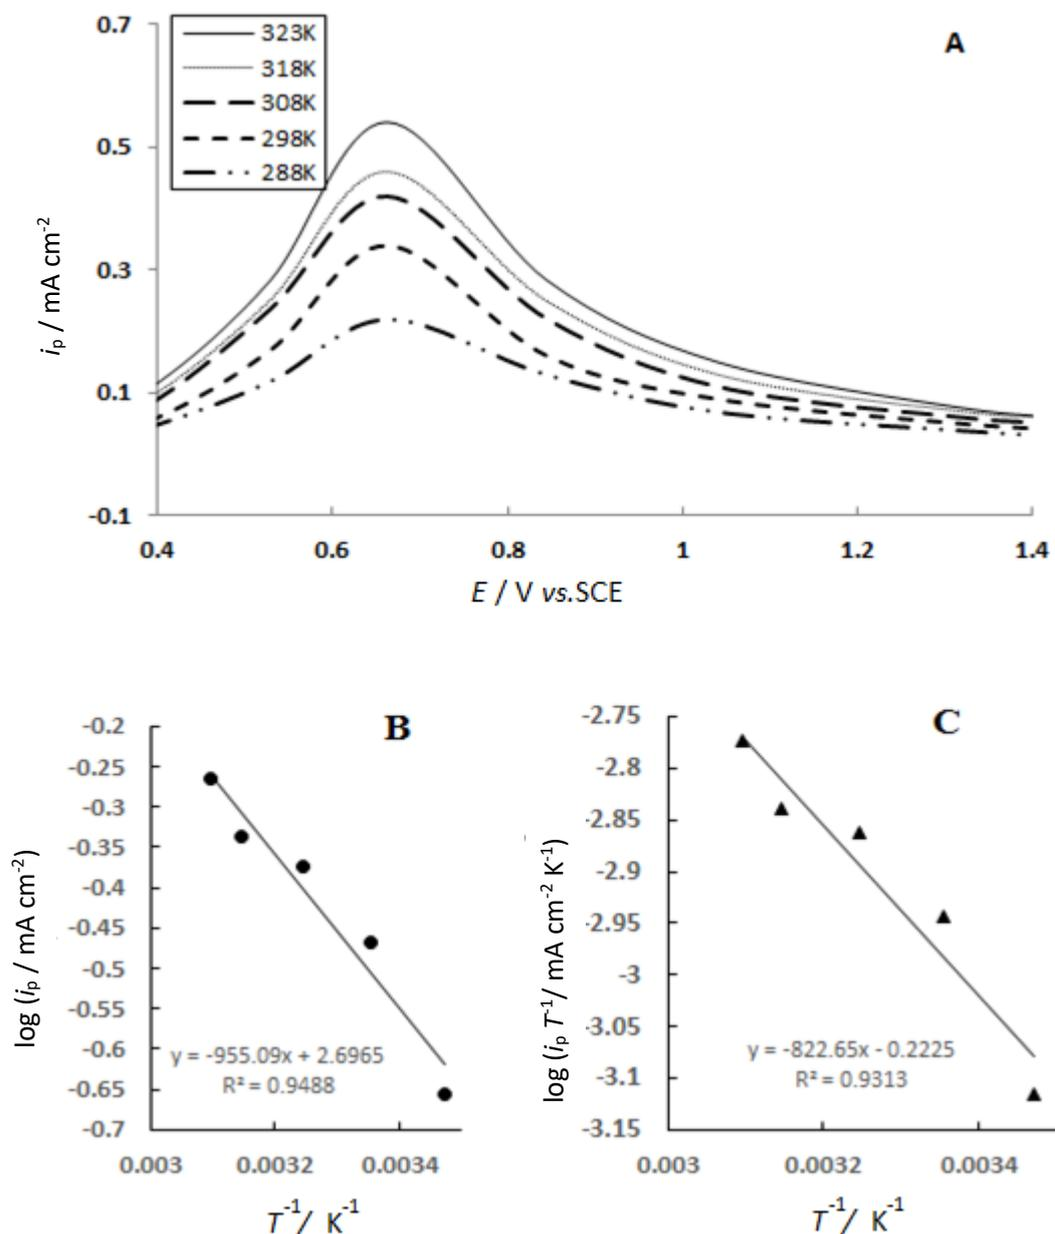 0.7
0.5
0.3
0.1
-0.1
323K
318K
308K
298K
288K
A
iₚ / mA cm⁻²
0.4 0.6 0.8 1 1.2 1.4
E / V vs.SCE
B
-0.2
-0.25
-0.3
-0.35
-0.4
-0.45
-0.5
-0.55
-0.6
-0.65
-0.7
log (iₚ / mA cm⁻²)
y = -955.09x + 2.6965
R² = 0.9488
0.003 0.0032 0.0034
T⁻¹/ K⁻¹
C
-2.75
-2.8
-2.85
-2.9
-2.95
-3
-3.05
-3.1
-3.15
log (iₚ T⁻¹/ mA cm⁻² K⁻¹)
y = -822.65x - 0.2225
R² = 0.9313
0.003 0.0032 0.0034
T⁻¹/ K⁻¹